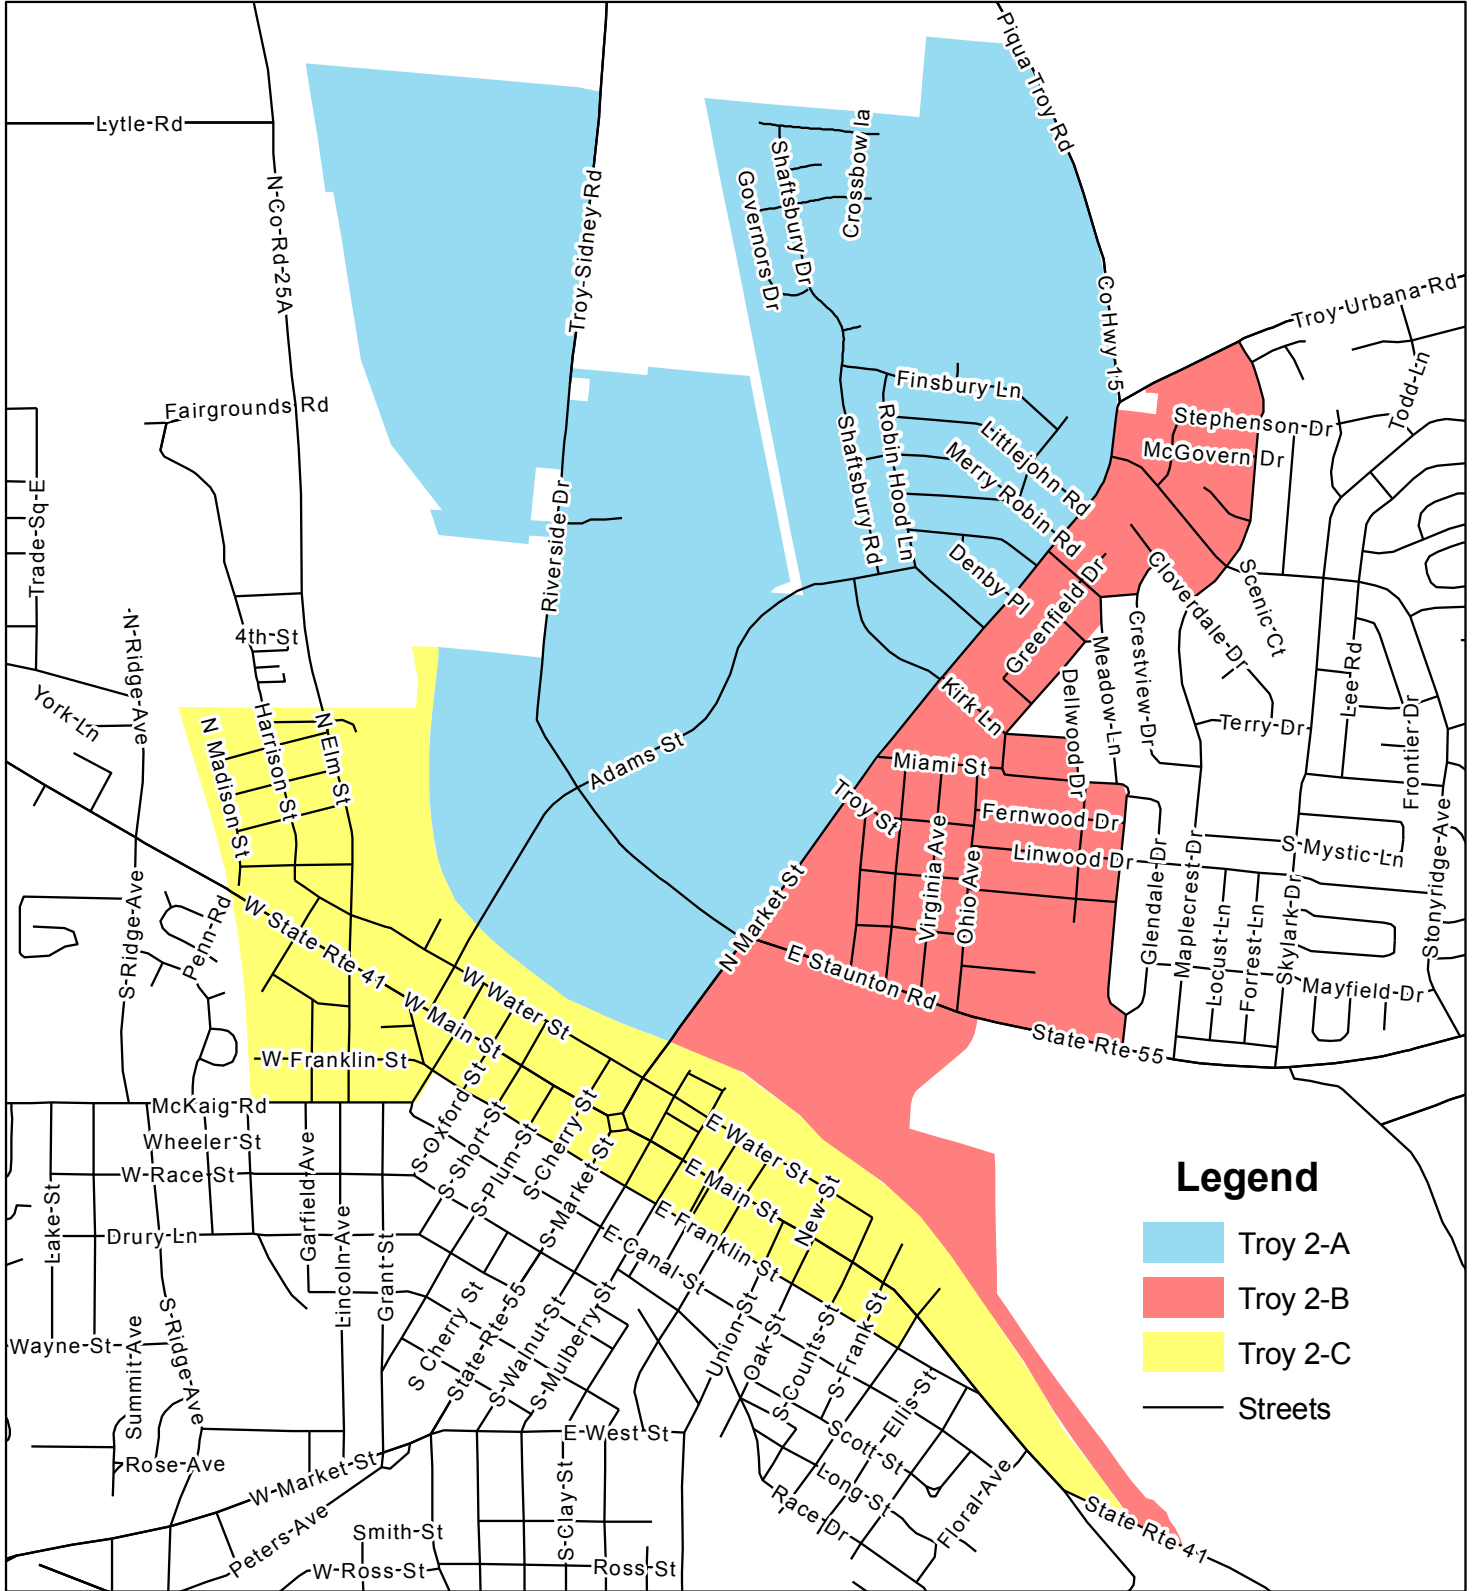 Piqua-Troy-Rd
Lytle-Rd
Crossbow la
Shaftsbury-Dr
Governors-Dr
N-Co-Rd-25A
Troy-Sidney-Rd
Co-Hwy-15
Troy-Urbana-Rd
Todd-Ln
Finsbury Ln
Fairgrounds Rd
Robin-Hood-Ln
Shaftsbury-Rd
Littlejohn-Rd
Merry-Robin-Rd
Stephenson-Dr
McGovern-Dr
Trade-Sq-E
Riverside-Dr
Denby-Pl
Greenfield-Dr
Cloverdale-Dr
Scenic-Ct
4th-St
N-Ridge-Ave
York-Ln
Crestview-Dr
Meadow-Ln
Dellwood-Dr
Kirk-Ln
Lee-Rd
Frontier-Dr
Terry-Dr
N Madison-St
Harrison-St
N-Elm-St
Adams-St
Miami St
Troy-St
Fernwood-Dr
Linwood-Dr
Virginia-Ave
Ohio-Ave
Glendale-Dr
Maplecrest-Dr
S-Mystic-Ln
Stonyridge-Ave
Locust-Ln
Forrest-Ln
Skylark-Dr
Mayfield-Dr
S-Ridge-Ave
Penn-Rd
W-State-Rte-41
N-Market-St
E Staunton Rd
State-Rte-55
W-Water-St
W-Main-St
W-Franklin-St
McKaig-Rd
Wheeler-St
W-Race-St
Lake-St
Drury-Ln
Garfield-Ave
Lincoln-Ave
Grant-St
S-Oxford-St
S-Short-St
S-Plum-St
S-Cherry-St
S-Market-St
E-Water-St
E-Main-St
E-Franklin-St
E-Canal-St
New-St
Wayne-St
Summit-Ave
S-Ridge-Ave
Rose-Ave
S Cherry St
State-Rte-55
S-Walnut-St
S-Mulberry-St
Union-St
Oak-St
S-Counts-St
S-Frank-St
Ellis-St
E-West-St
Scott-St
Long-St
Race-Dr
Floral-Ave
State-Rte-41
W-Market-St
Peters-Ave
Smith-St
W-Ross-St
S-Clay-St
Ross-St
Legend
Troy 2-A
Troy 2-B
Troy 2-C
Streets